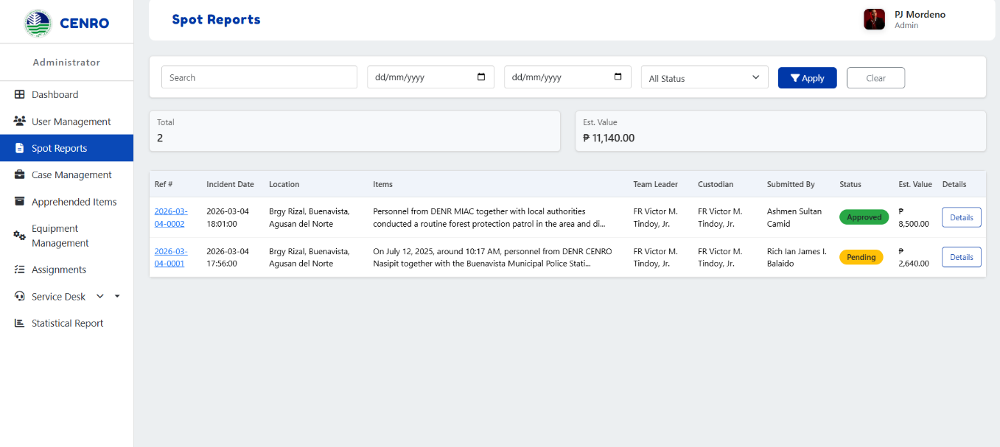 CENRO
Spot Reports
PJ Mordeno
Admin
Administrator
Dashboard
User Management
Spot Reports
Case Management
Apprehended Items
Equipment
Management
Assignments
Service Desk
Statistical Report
Search
dd/mm/yyyy
dd/mm/yyyy
All Status
Apply
Clear
Total
2
Est. Value
₱ 11,140.00
Ref # Incident Date Location Items Team Leader Custodian Submitted By Status Est. Value Details
2026-03- 2026-03-04 Brgy Rizal, Buenavista, Personnel from DENR MIAC together with local authorities FR Victor M. FR Victor M. Ashmen Sultan Approved ₱ Details
04-0002 18:01:00 Agusan del Norte conducted a routine forest protection patrol in the area and di... Tindoy, Jr. Tindoy, Jr. Camid 8,500.00
2026-03- 2026-03-04 Brgy Rizal, Buenavista, On July 12, 2025, around 10:17 AM, personnel from DENR CENRO FR Victor M. FR Victor M. Rich Ian James I. Pending ₱ Details
04-0001 17:56:00 Agusan del Norte Nasipit together with the Buenavista Municipal Police Stati... Tindoy, Jr. Tindoy, Jr. Balaido 2,640.00